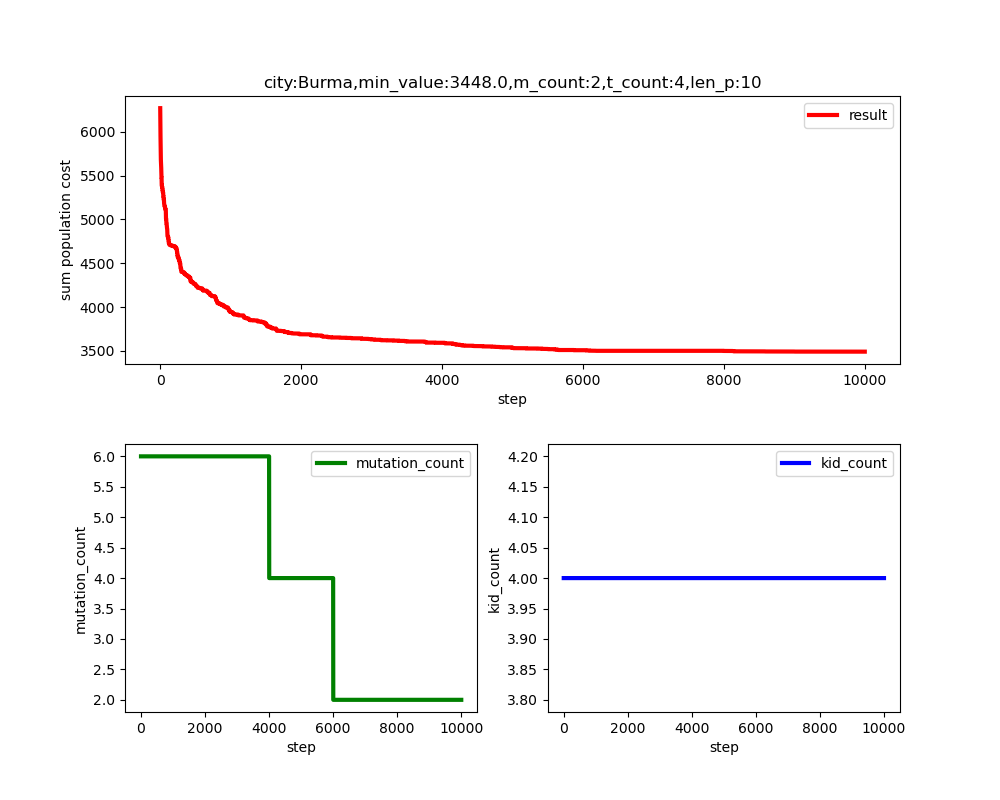 city:Burma,min_value:3448.0,m_count:2,t_count:4,len_p:10
result
sum population cost
6000
5500
5000
4500
4000
3500
0 2000 4000 6000 8000 10000
step
mutation_count
mutation_count
6.0
5.5
5.0
4.5
4.0
3.5
3.0
2.5
2.0
0 2000 4000 6000 8000 10000
step
kid_count
kid_count
4.20
4.15
4.10
4.05
4.00
3.95
3.90
3.85
3.80
0 2000 4000 6000 8000 10000
step